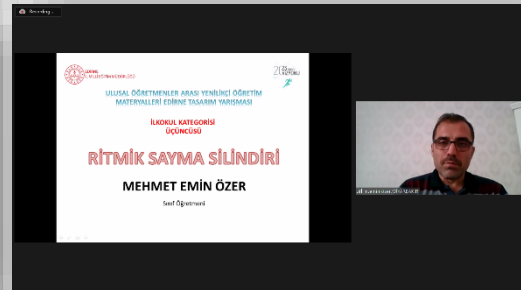 Recording...
ULUSAL ÖĞRETMENLER ARASI YENİLİKÇİ ÖĞRETİM
MATERYALLERİ EDİRNE TASARIM YARIŞMASI
İLKOKUL KATEGORİSİ
ÜÇÜNCÜSÜ
RİTMİK SAYMA SİLİNDİRİ
MEHMET EMİN ÖZER
Sınıf Öğretmeni